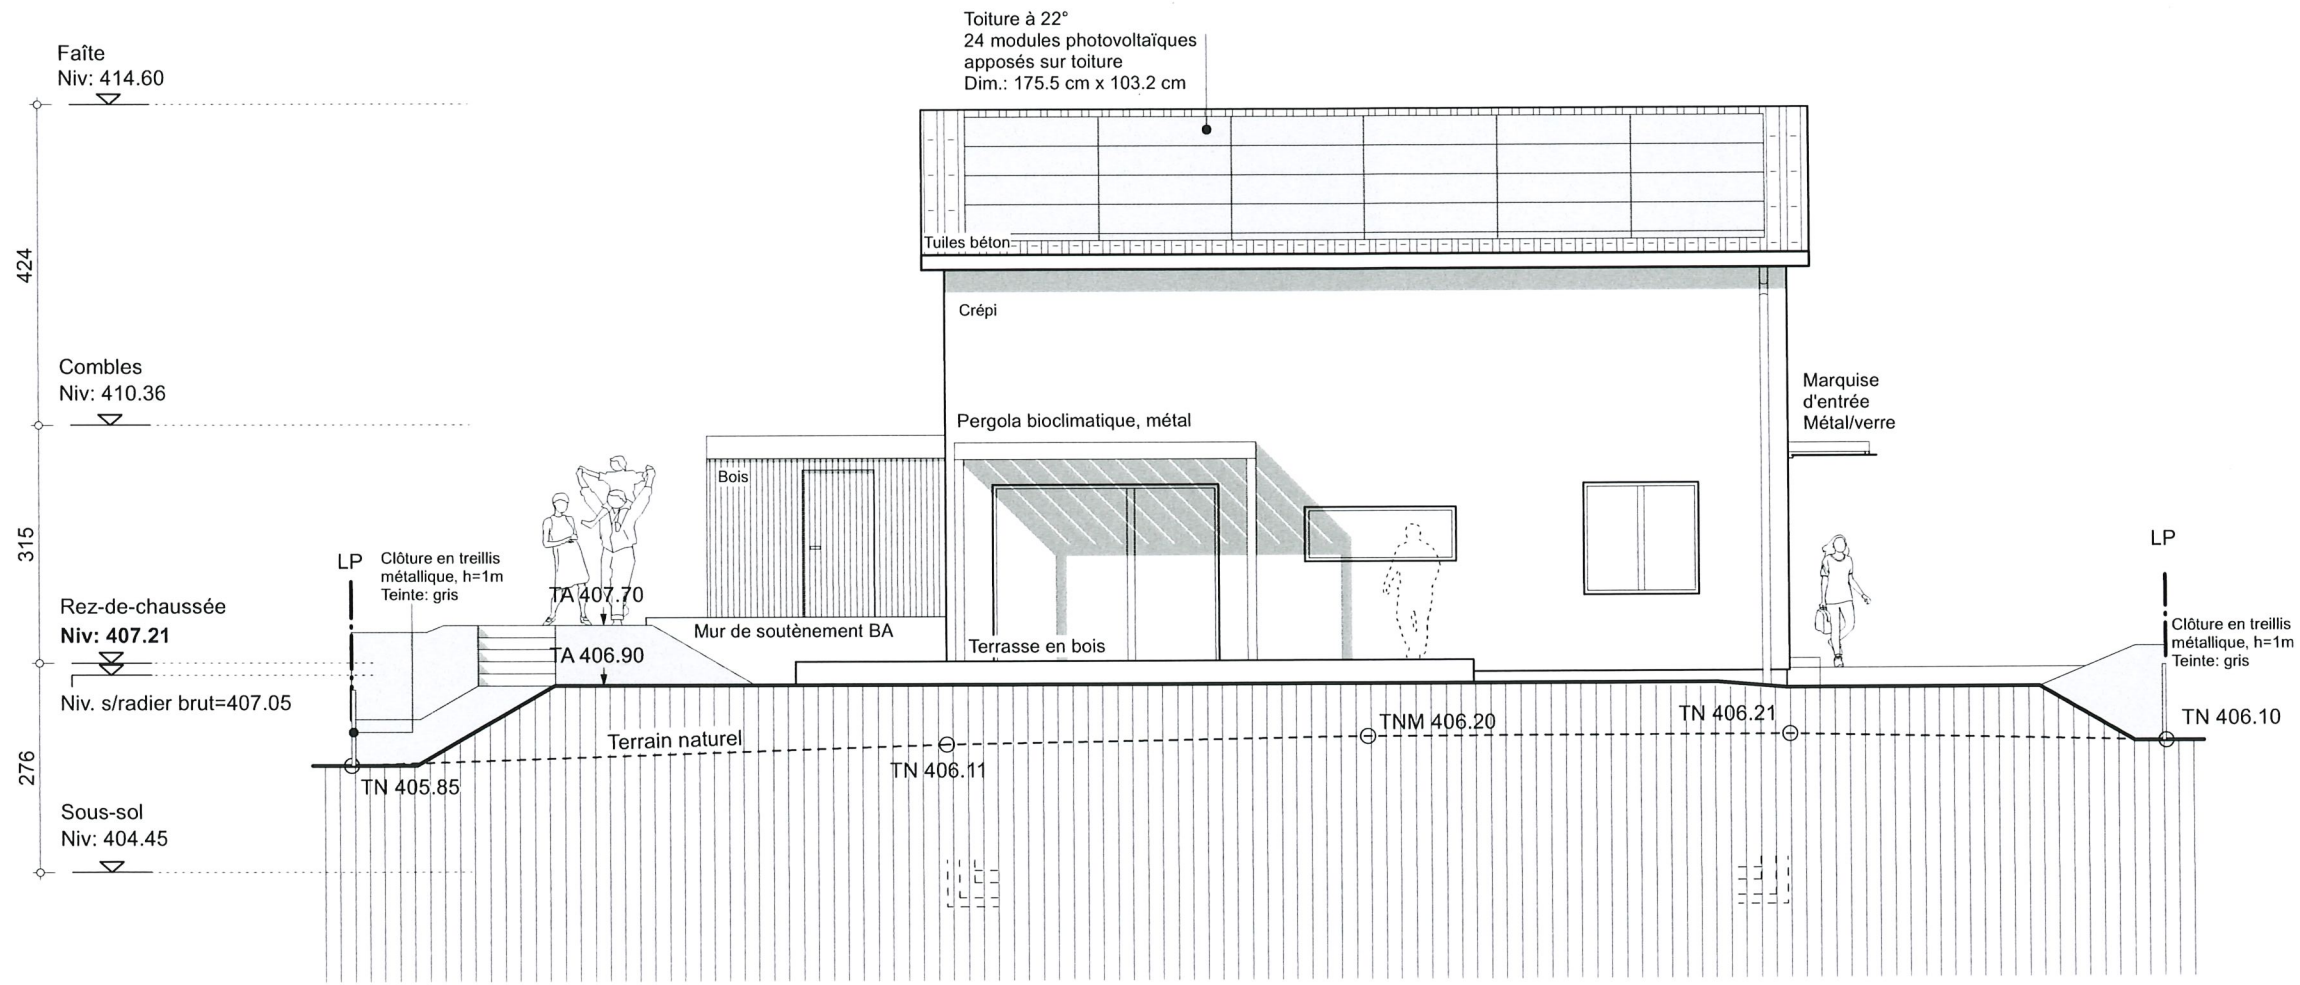 Toiture à 22°
24 modules photovoltaïques
apposés sur toiture
Dim.: 175.5 cm x 103.2 cm
Faîte
Niv: 414.60
Tuiles béton
424
Crépi
Combles
Niv: 410.36
Marquise
d'entrée
Métal/verre
Pergola bioclimatique, métal
Bois
315
LP
Clôture en treillis
métallique, h=1m
Teinte: gris
LP
TA 407.70
Rez-de-chaussée
Niv: 407.21
Mur de soutènement BA
Terrasse en bois
Clôture en treillis
métallique, h=1m
Teinte: gris
TA 406.90
Niv. s/radier brut=407.05
TNM 406.20
TN 406.21
TN 406.10
Terrain naturel
276
TN 406.11
TN 405.85
Sous-sol
Niv: 404.45